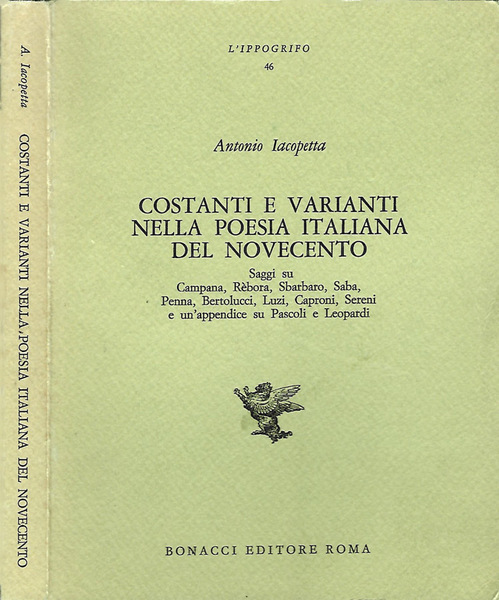 A. Iacopetta
COSTANTI E VARIANTI NELLA POESIA ITALIANA DEL NOVECENTO
L'IPPOGRIFO
46
Antonio Iacopetta
COSTANTI E VARIANTI
NELLA POESIA ITALIANA
DEL NOVECENTO
Saggi su
Campana, Rèbora, Sbarbaro, Saba,
Penna, Bertolucci, Luzi, Caproni, Sereni
e un'appendice su Pascoli e Leopardi
BONACCI EDITORE ROMA